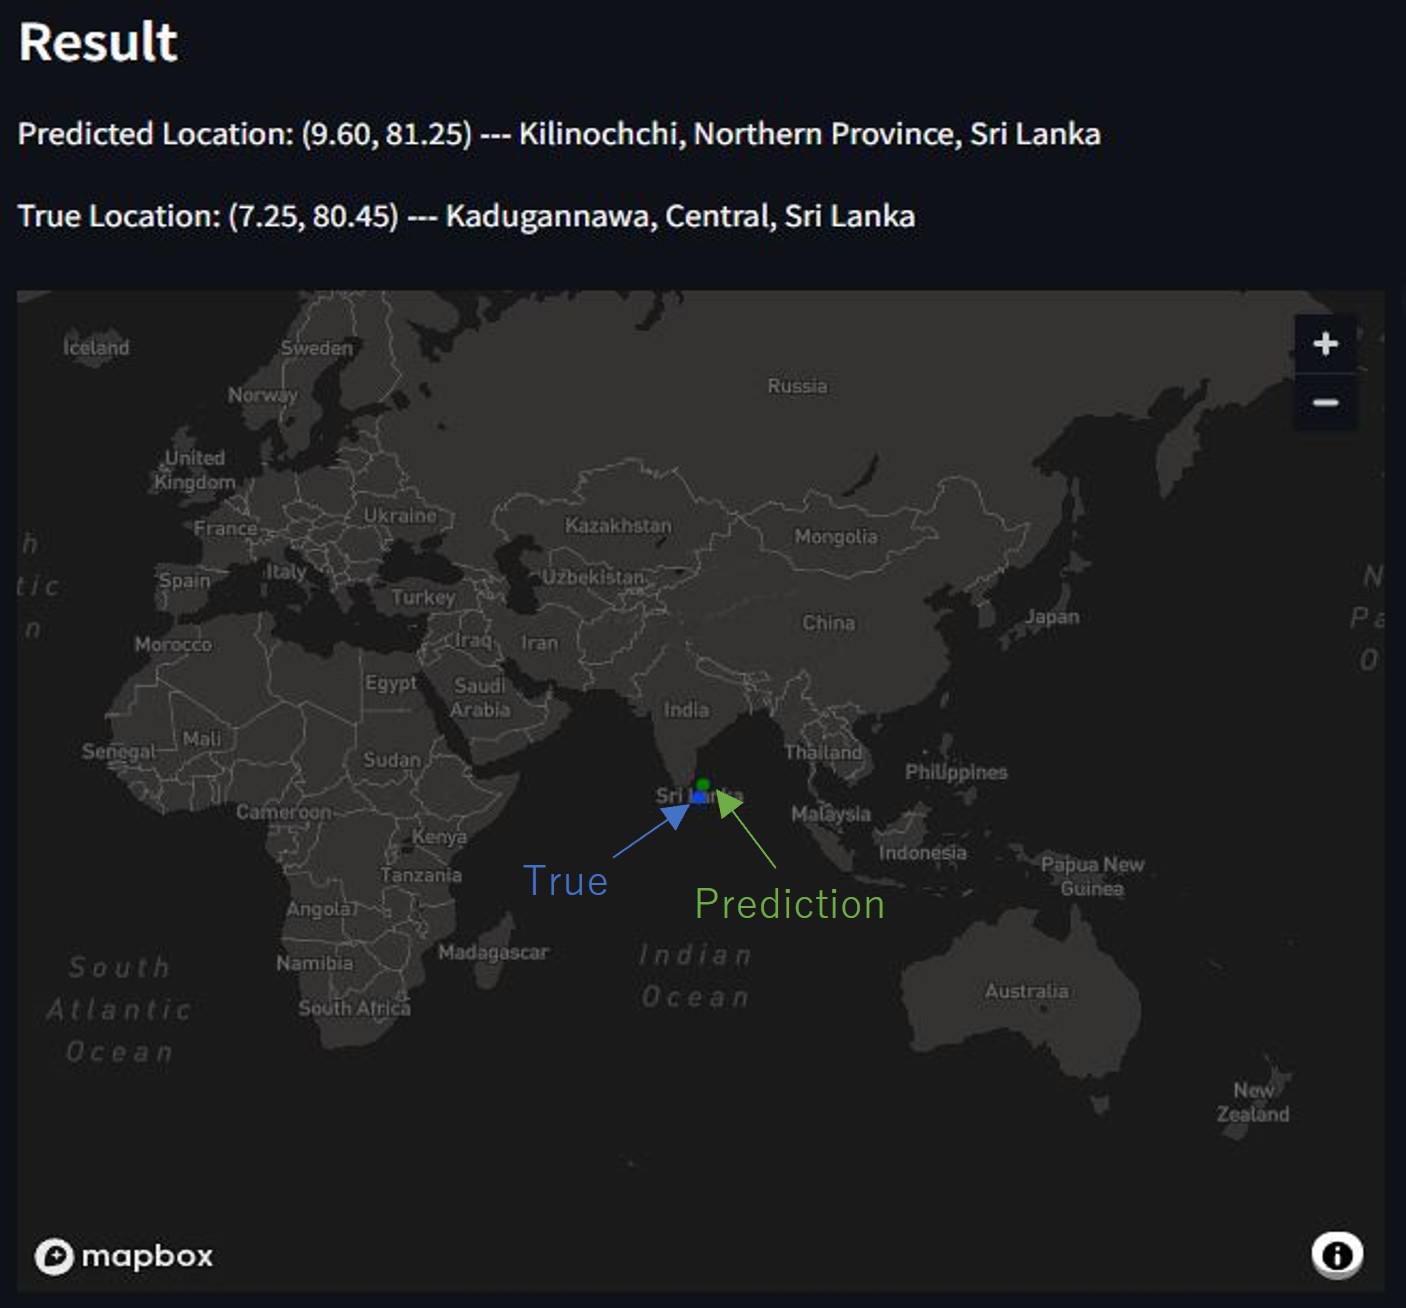 Result
Predicted Location: (9.60, 81.25) --- Kilinochchi, Northern Province, Sri Lanka
True Location: (7.25, 80.45) --- Kadugannawa, Central, Sri Lanka
Iceland
Sweden
Norway
Russia
+
−
United
Kingdom
France
Ukraine
Kazakhstan
Mongolia
h
tic
n
Spain
Italy
Turkey
Uzbekistan
China
Japan
N
Pa
O
Morocco
Iraq
Iran
Egypt
Saudi
Arabia
India
Senegal
Mali
Sudan
Thailand
Philippines
Sri Lanka
Cameroon
Kenya
Malaysia
Indonesia
Tanzania
Papua New
Guinea
True
Prediction
Angola
Namibia
Madagascar
South Africa
South
Atlantic
Ocean
Indian
Ocean
Australia
New
Zealand
mapbox
i